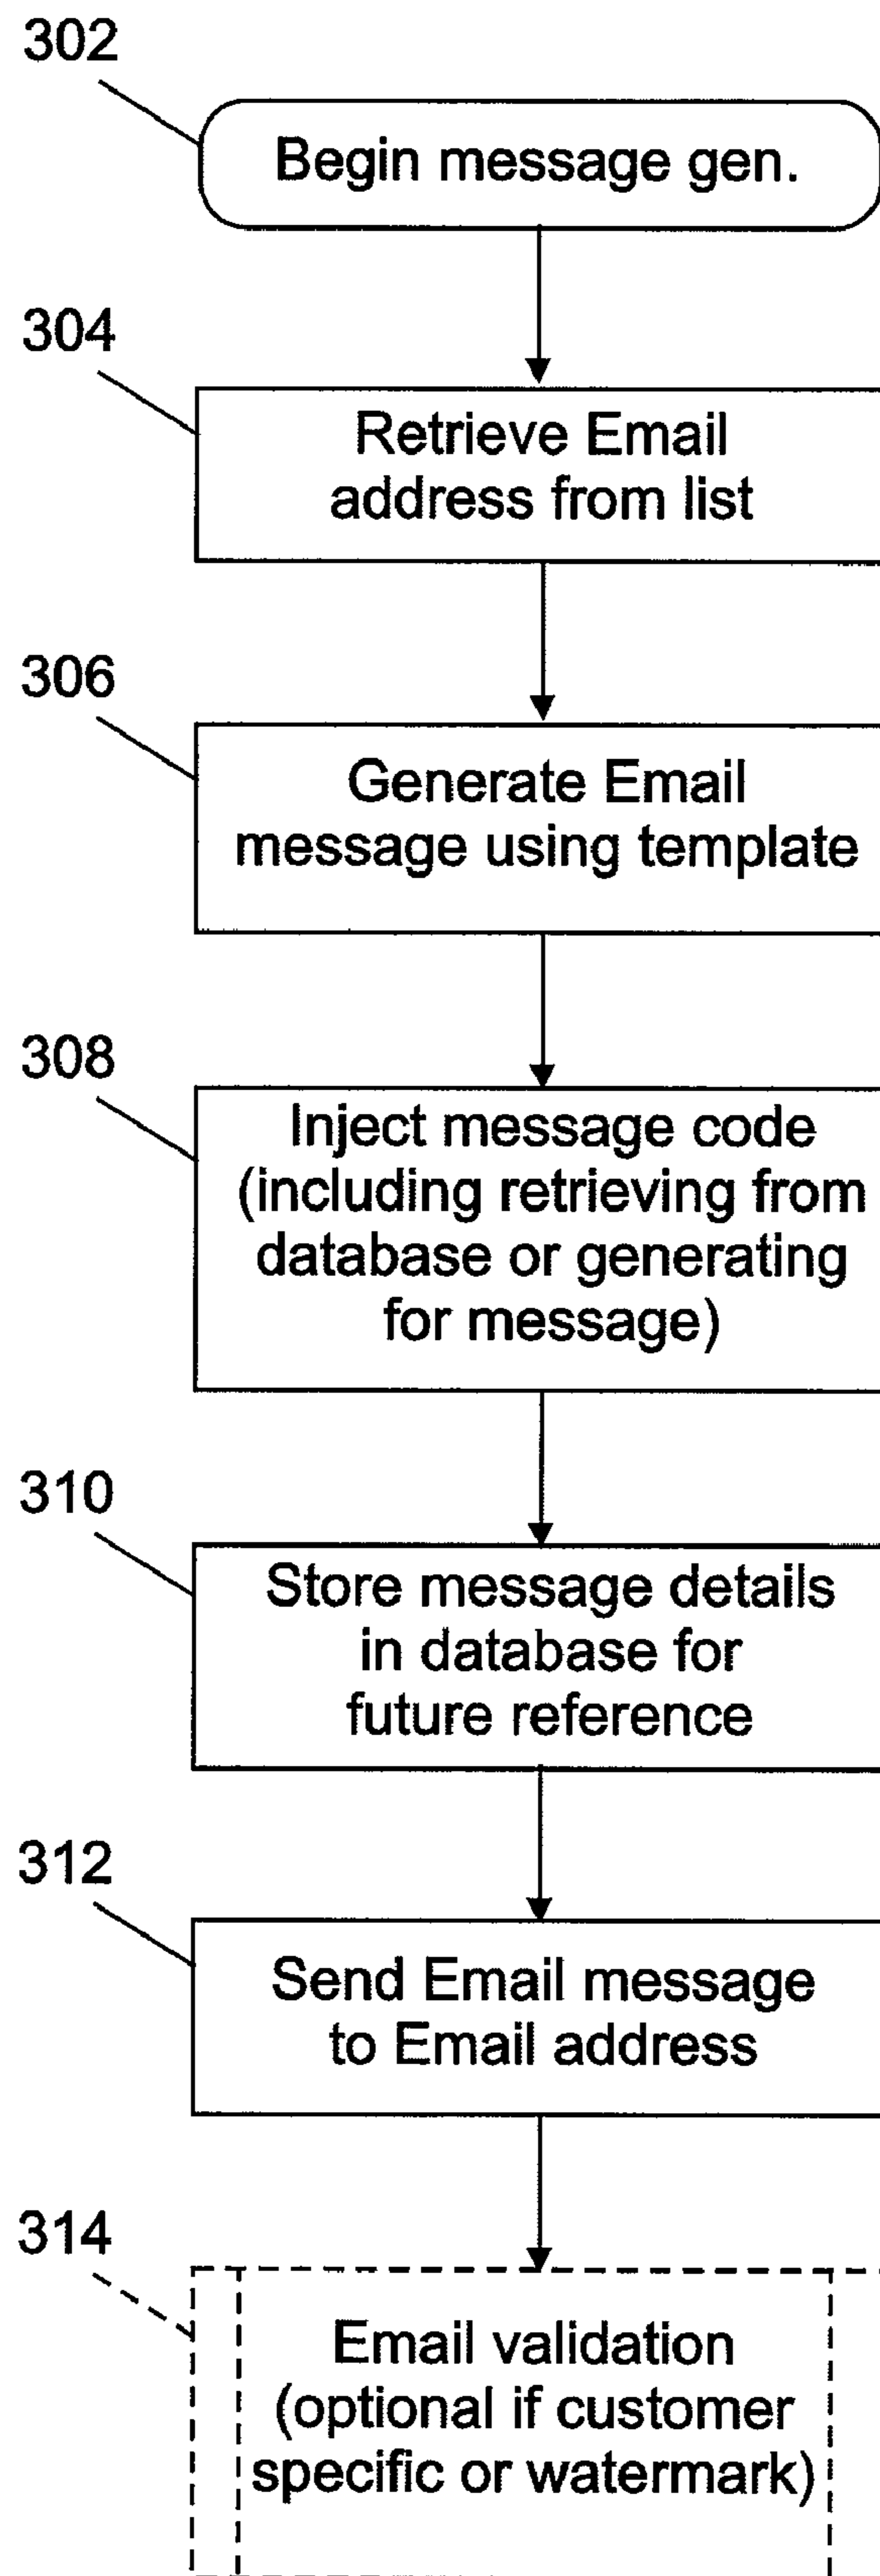 302
Begin message gen.
304
Retrieve Email
address from list
306
Generate Email
message using template
308
Inject message code
(including retrieving from
database or generating
for message)
310
Store message details
in database for
future reference
312
Send Email message
to Email address
314
Email validation
(optional if customer
specific or watermark)